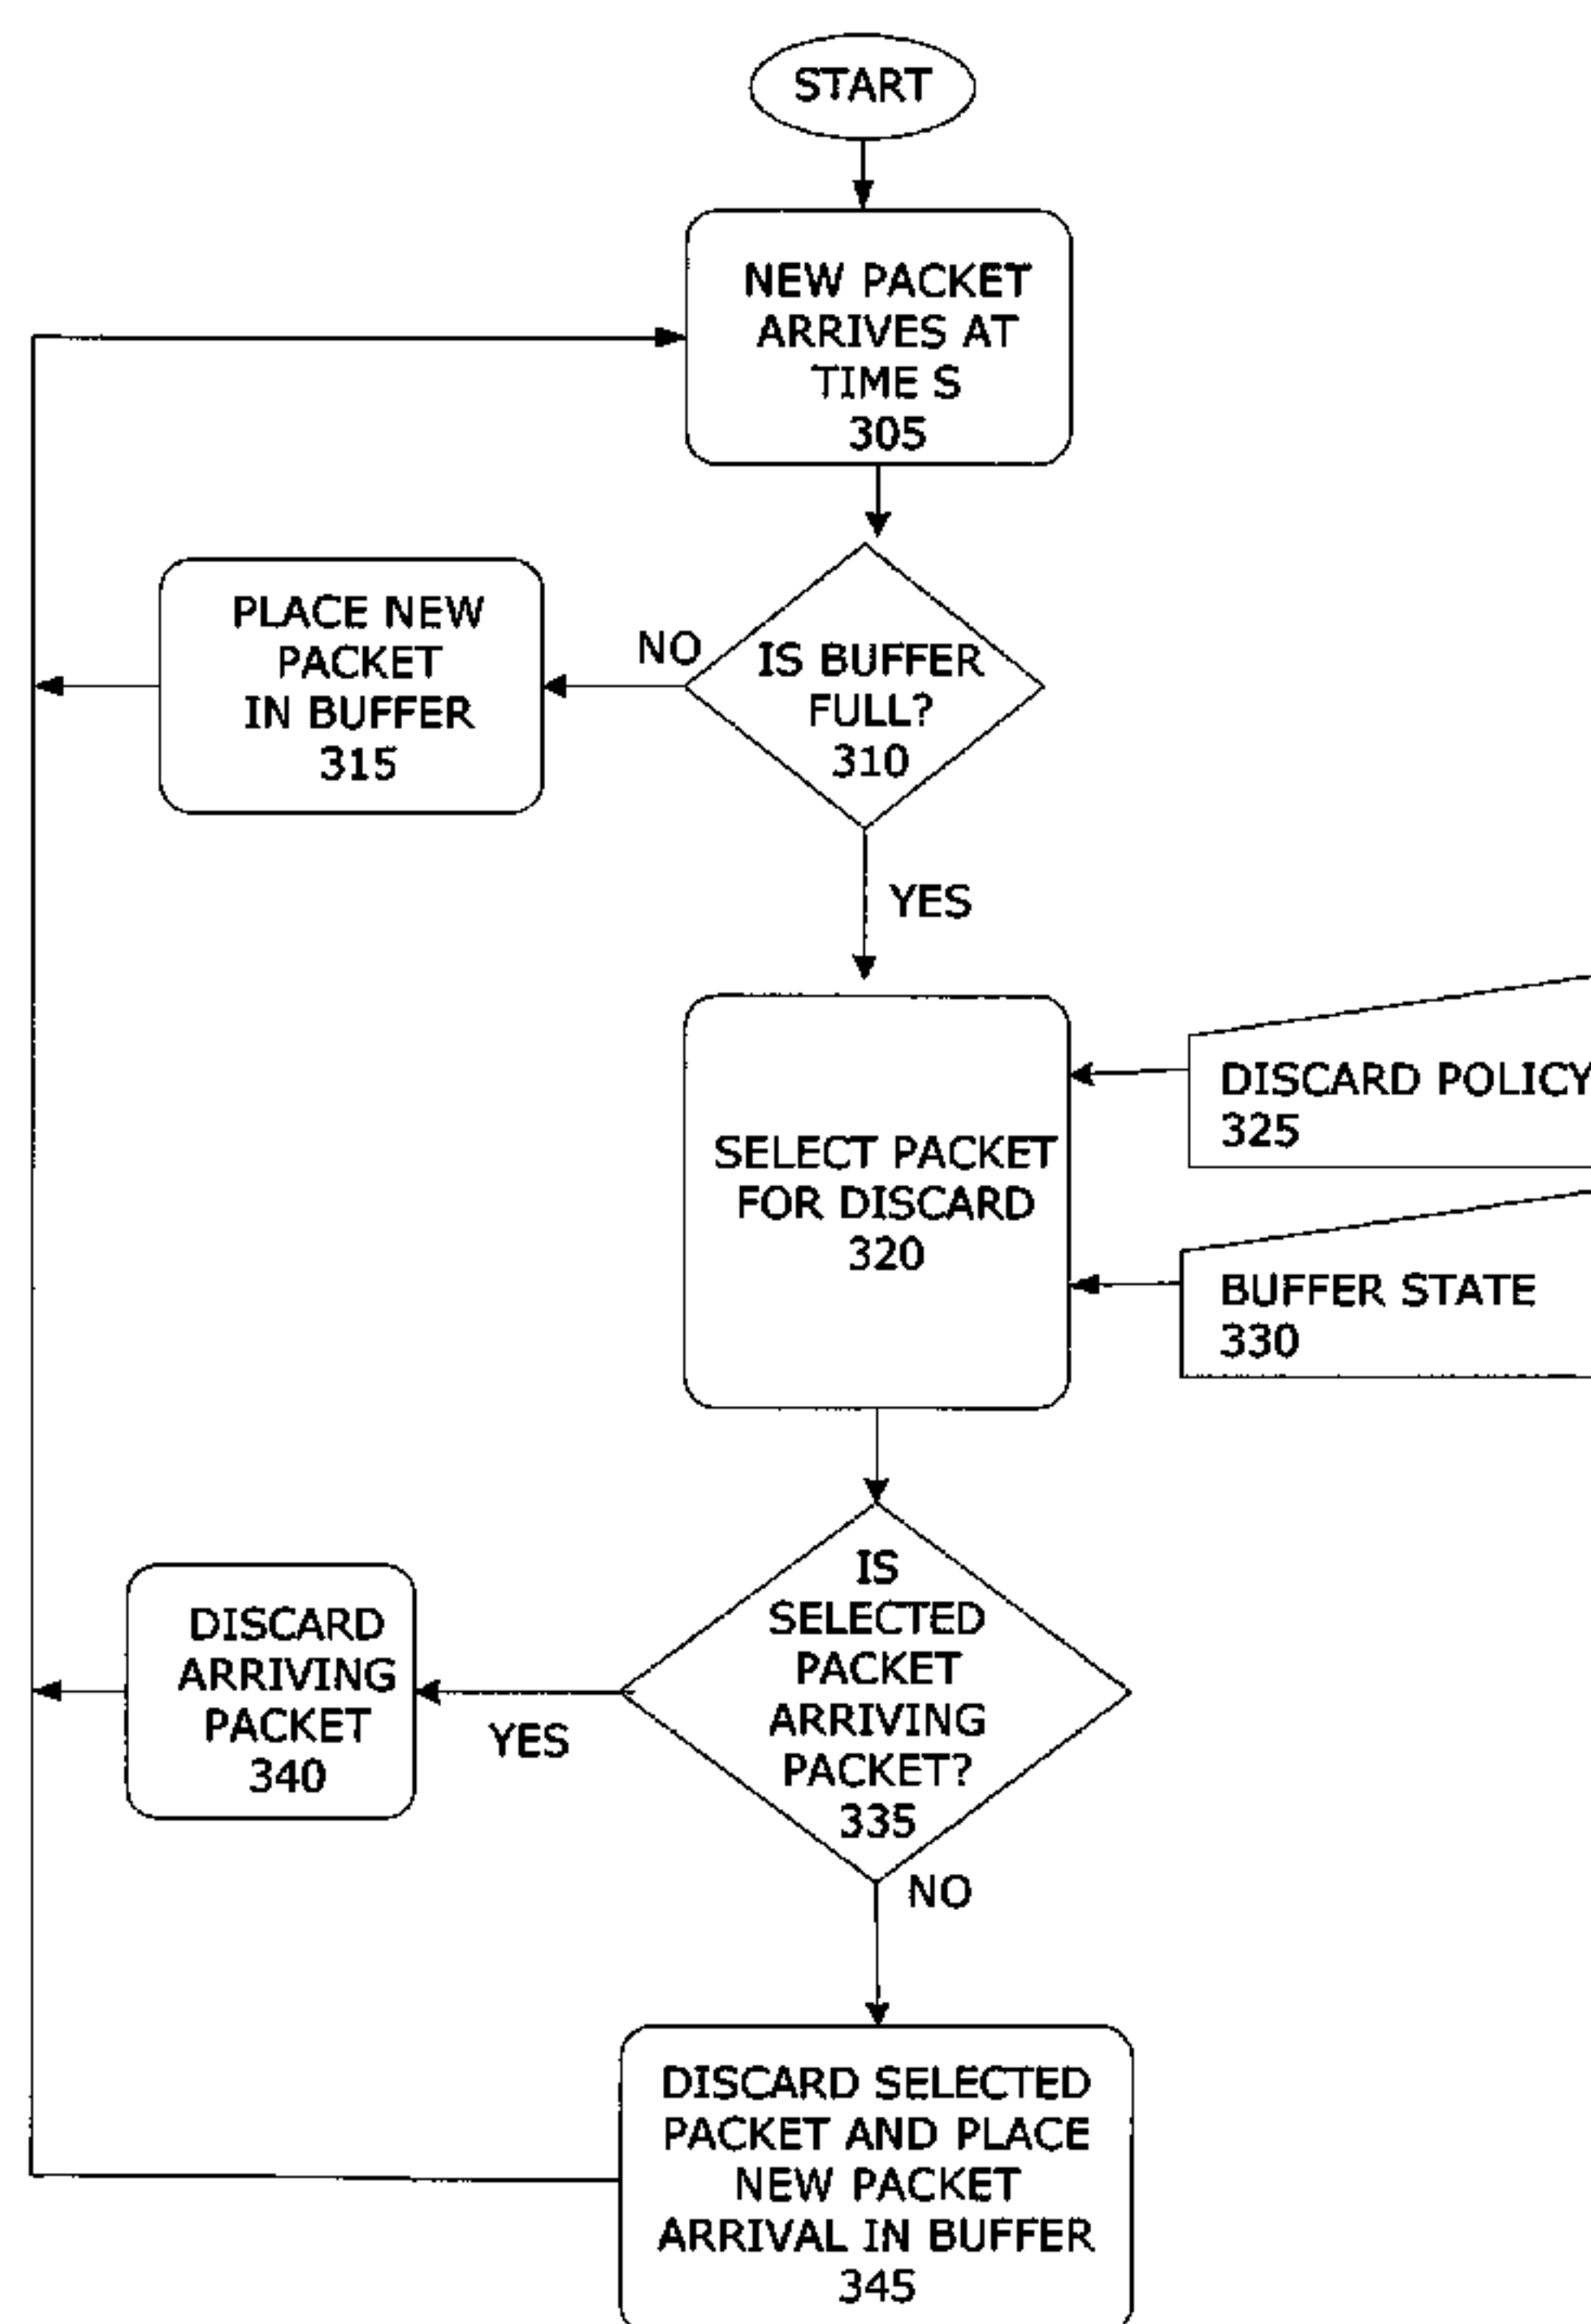 START
NEW PACKET
ARRIVES AT
TIME S
305
PLACE NEW
PACKET
IN BUFFER
315
NO
IS BUFFER
FULL?
310
YES
DISCARD POLICY
325
SELECT PACKET
FOR DISCARD
320
BUFFER STATE
330
IS
SELECTED
PACKET
ARRIVING
PACKET?
335
DISCARD
ARRIVING
PACKET
340
YES
NO
DISCARD SELECTED
PACKET AND PLACE
NEW PACKET
ARRIVAL IN BUFFER
345